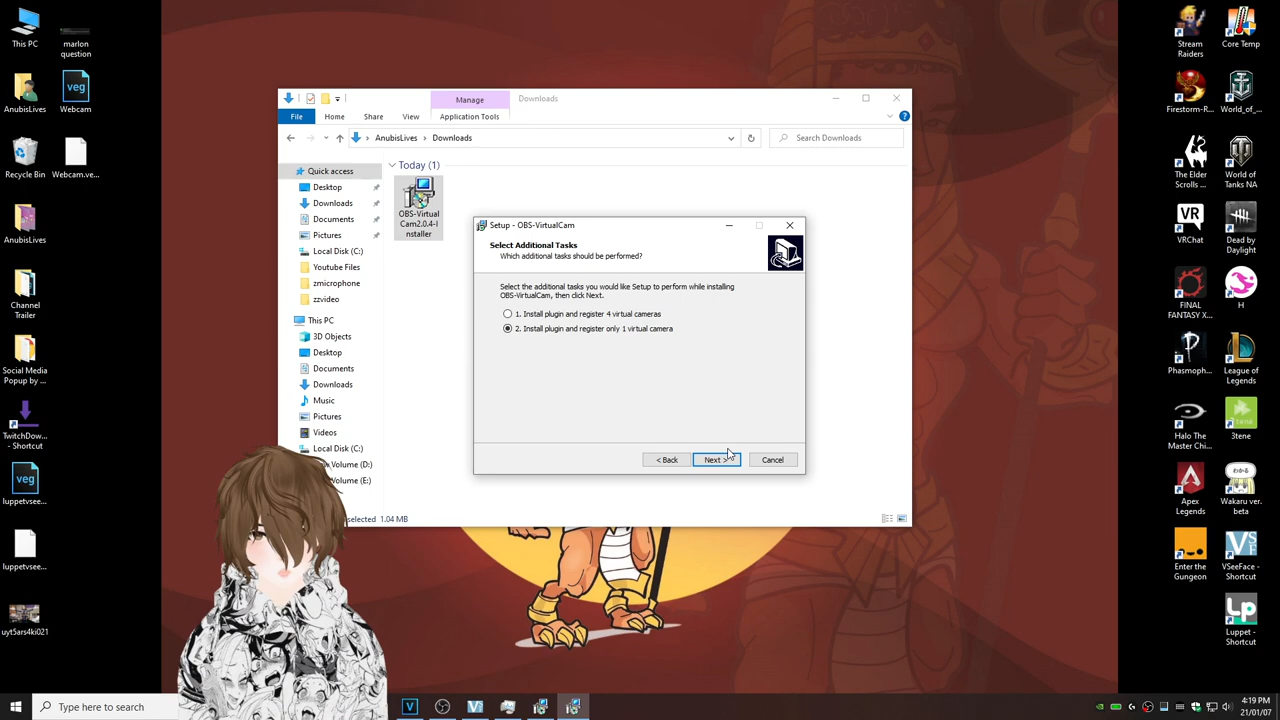 This PC
marlon
question
AnubisLives
Webcam
Recycle Bin
Webcam.ve...
AnubisLives
Channel
Trailer
Social Media
Popup by ...
TwitchDow...
- Shortcut
luppetvsee...
luppetvsee...
uyt5ars4ki021
Manage
Downloads
File
Home
Share
View
Application Tools
AnubisLives
Downloads
Search Downloads
Quick access
Desktop
Downloads
Documents
Pictures
Local Disk (C:)
Youtube Files
zmicrophone
zzvideo
This PC
3D Objects
Desktop
Documents
Downloads
Music
Pictures
Videos
Local Disk (C:)
Volume (D:)
Volume (E:)
selected 1.04 MB
Today (1)
OBS-Virtual
Cam2.0.4-I
nstaller
Setup - OBS-VirtualCam
Select Additional Tasks
Which additional tasks should be performed?
Select the additional tasks you would like Setup to perform while installing
OBS-VirtualCam, then click Next.
1. Install plugin and register 4 virtual cameras
2. Install plugin and register only 1 virtual camera
< Back
Next >
Cancel
Stream
Raiders
Core Temp
Firestorm-R...
World_of_...
The Elder
Scrolls ...
World of
Tanks NA
VR
VRChat
Dead by
Daylight
FINAL
FANTASY X...
H
Phasmoph...
League of
Legends
Halo The
Master Chi...
3tene
Apex
Legends
Wakaru ver.
beta
Enter the
Gungeon
VSeeFace -
Shortcut
Luppet -
Shortcut
Type here to search
4:19 PM
21/01/07